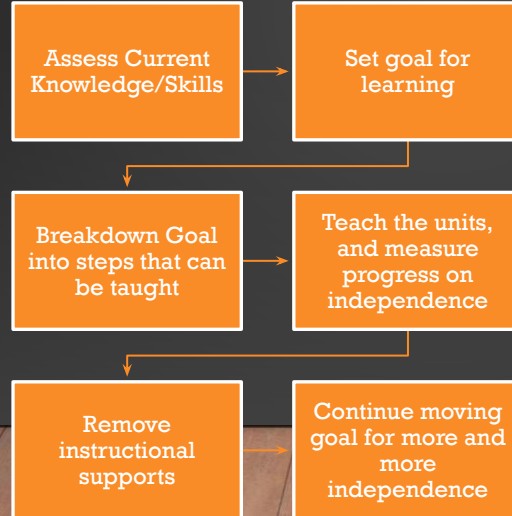 Assess Current
Knowledge/Skills
Set goal for
learning
Breakdown Goal
into steps that can
be taught
Teach the units,
and measure
progress on
independence
Remove
instructional
supports
Continue moving
goal for more and
more
independence